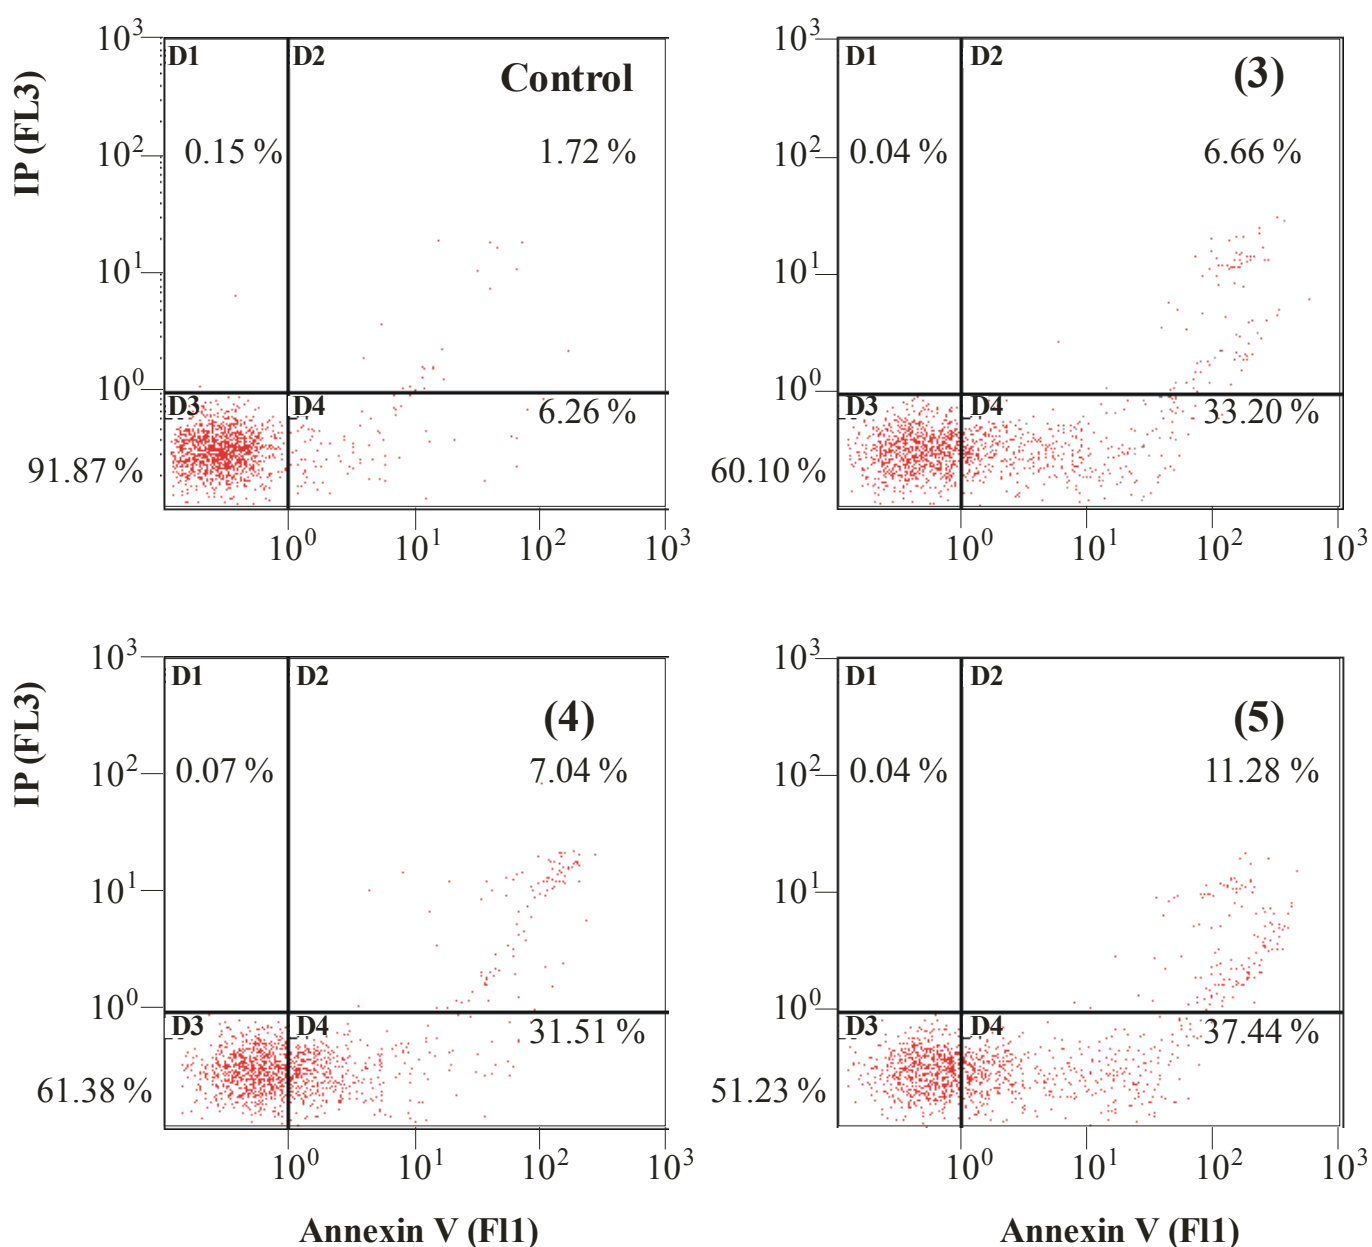 10³
D1 D2
Control
IP (FL3)
10²
0.15 % 1.72 %
10¹
10⁰
D3 D4
6.26 %
91.87 %
10⁰ 10¹ 10² 10³
10³
D1 D2
(3)
10²
0.04 % 6.66 %
10¹
10⁰
D3 D4
33.20 %
60.10 %
10⁰ 10¹ 10² 10³
10³
D1 D2
IP (FL3)
(4)
10²
0.07 % 7.04 %
10¹
10⁰
D3 D4
31.51 %
61.38 %
10⁰ 10¹ 10² 10³
Annexin V (Fl1)
10³
D1 D2
(5)
10²
0.04 % 11.28 %
10¹
10⁰
D3 D4
37.44 %
51.23 %
10⁰ 10¹ 10² 10³
Annexin V (Fl1)